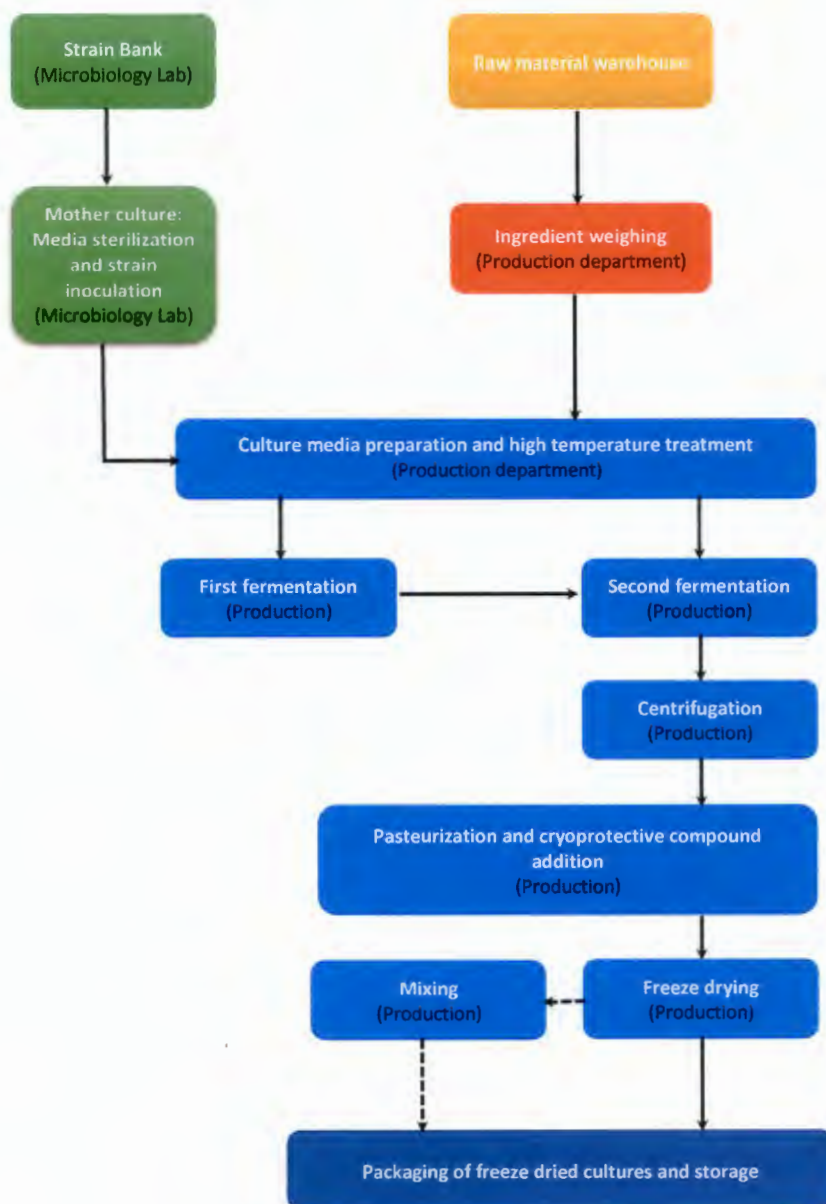 Strain Bank
(Microbiology Lab)
Raw material warehouse
Mother culture:
Media sterilization
and strain
inoculation
(Microbiology Lab)
Ingredient weighing
(Production department)
Culture media preparation and high temperature treatment
(Production department)
First fermentation
(Production)
Second fermentation
(Production)
Centrifugation
(Production)
Pasteurization and cryoprotective compound
addition
(Production)
Mixing
(Production)
Freeze drying
(Production)
Packaging of freeze dried cultures and storage